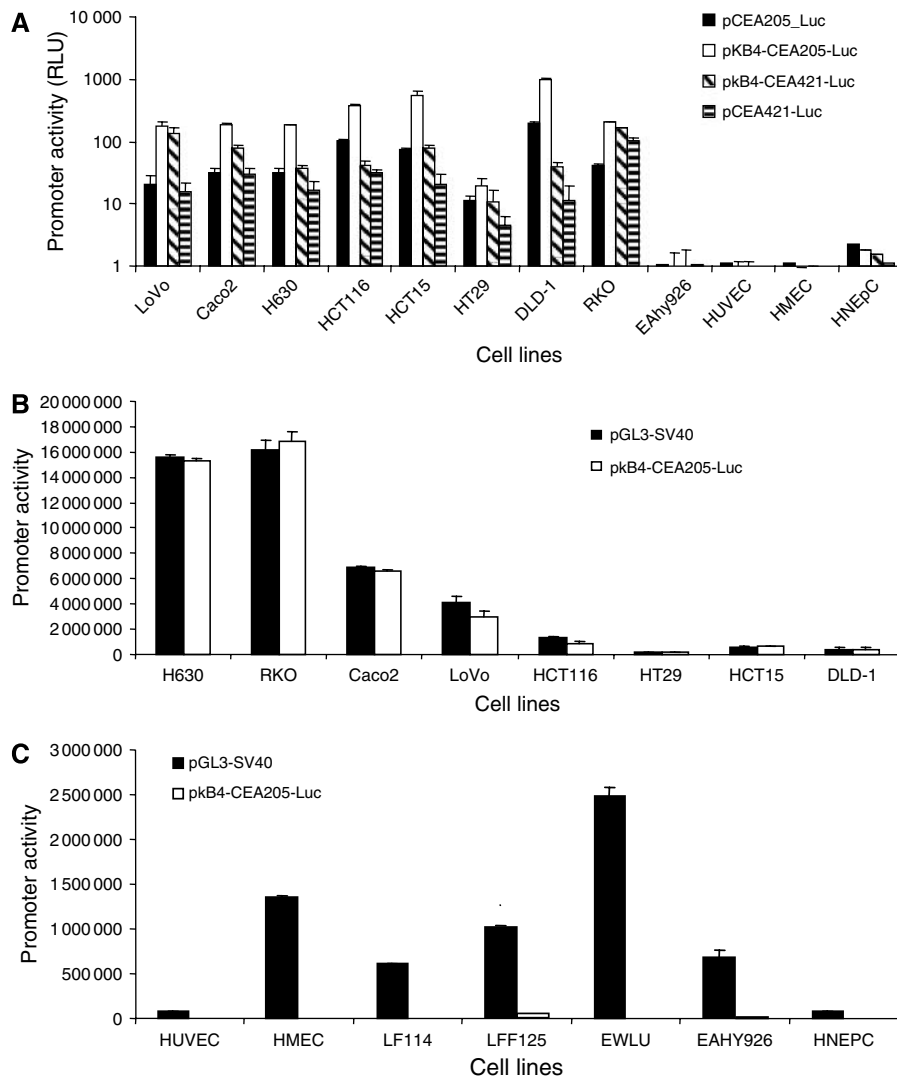 A
Promoter activity (RLU)
10 000
1000
100
10
1
pCEA205_Luc
pKB4-CEA205-Luc
pkB4-CEA421-Luc
pCEA421-Luc
LoVo
Caco2
H630
HCT116
HCT15
HT29
DLD-1
RKO
EAhy926
HUVEC
HMEC
HNEpC
Cell lines
B
Promoter activity
20 000 000
18 000 000
16 000 000
14 000 000
12 000 000
10 000 000
8 000 000
6 000 000
4 000 000
2 000 000
0
pGL3-SV40
pkB4-CEA205-Luc
H630
RKO
Caco2
LoVo
HCT116
HT29
HCT15
DLD-1
Cell lines
C
Promoter activity
3 000 000
2 500 000
1 500 000
1 000 000
500 000
0
pGL3-SV40
pkB4-CEA205-Luc
HUVEC
HMEC
LF114
LFF125
EWLU
EAHY926
HNEPC
Cell lines